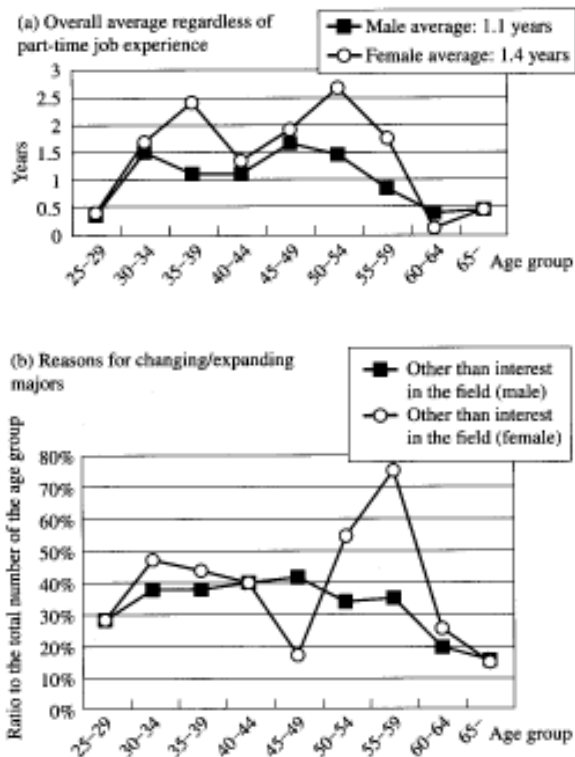 (a) Overall average regardless of
part-time job experience
Male average: 1.1 years
Female average: 1.4 years
Years
3
2.5
2
1.5
1
0.5
0
25–29
30–34
35–39
40–44
45–49
50–54
55–59
60–64
65–
Age group
(b) Reasons for changing/expanding
majors
Other than interest
in the field (male)
Other than interest
in the field (female)
Ratio to the total number of the age group
80%
70%
60%
50%
40%
30%
20%
10%
0%
25–29
30–34
35–39
40–44
45–49
50–54
55–59
60–64
65–
Age group